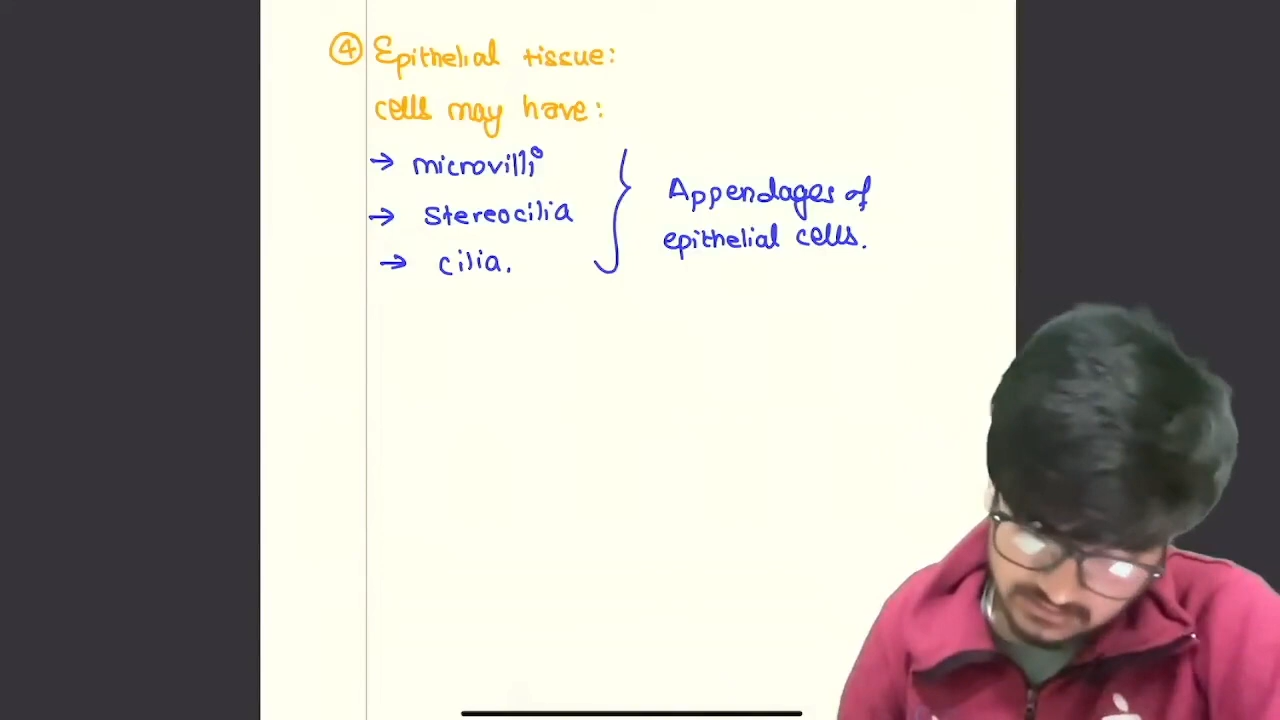 ④ Epithelial tissue:
cells may have:
→ microvilli
→ stereocilia
→ cilia.
Appendages of
epithelial cells.